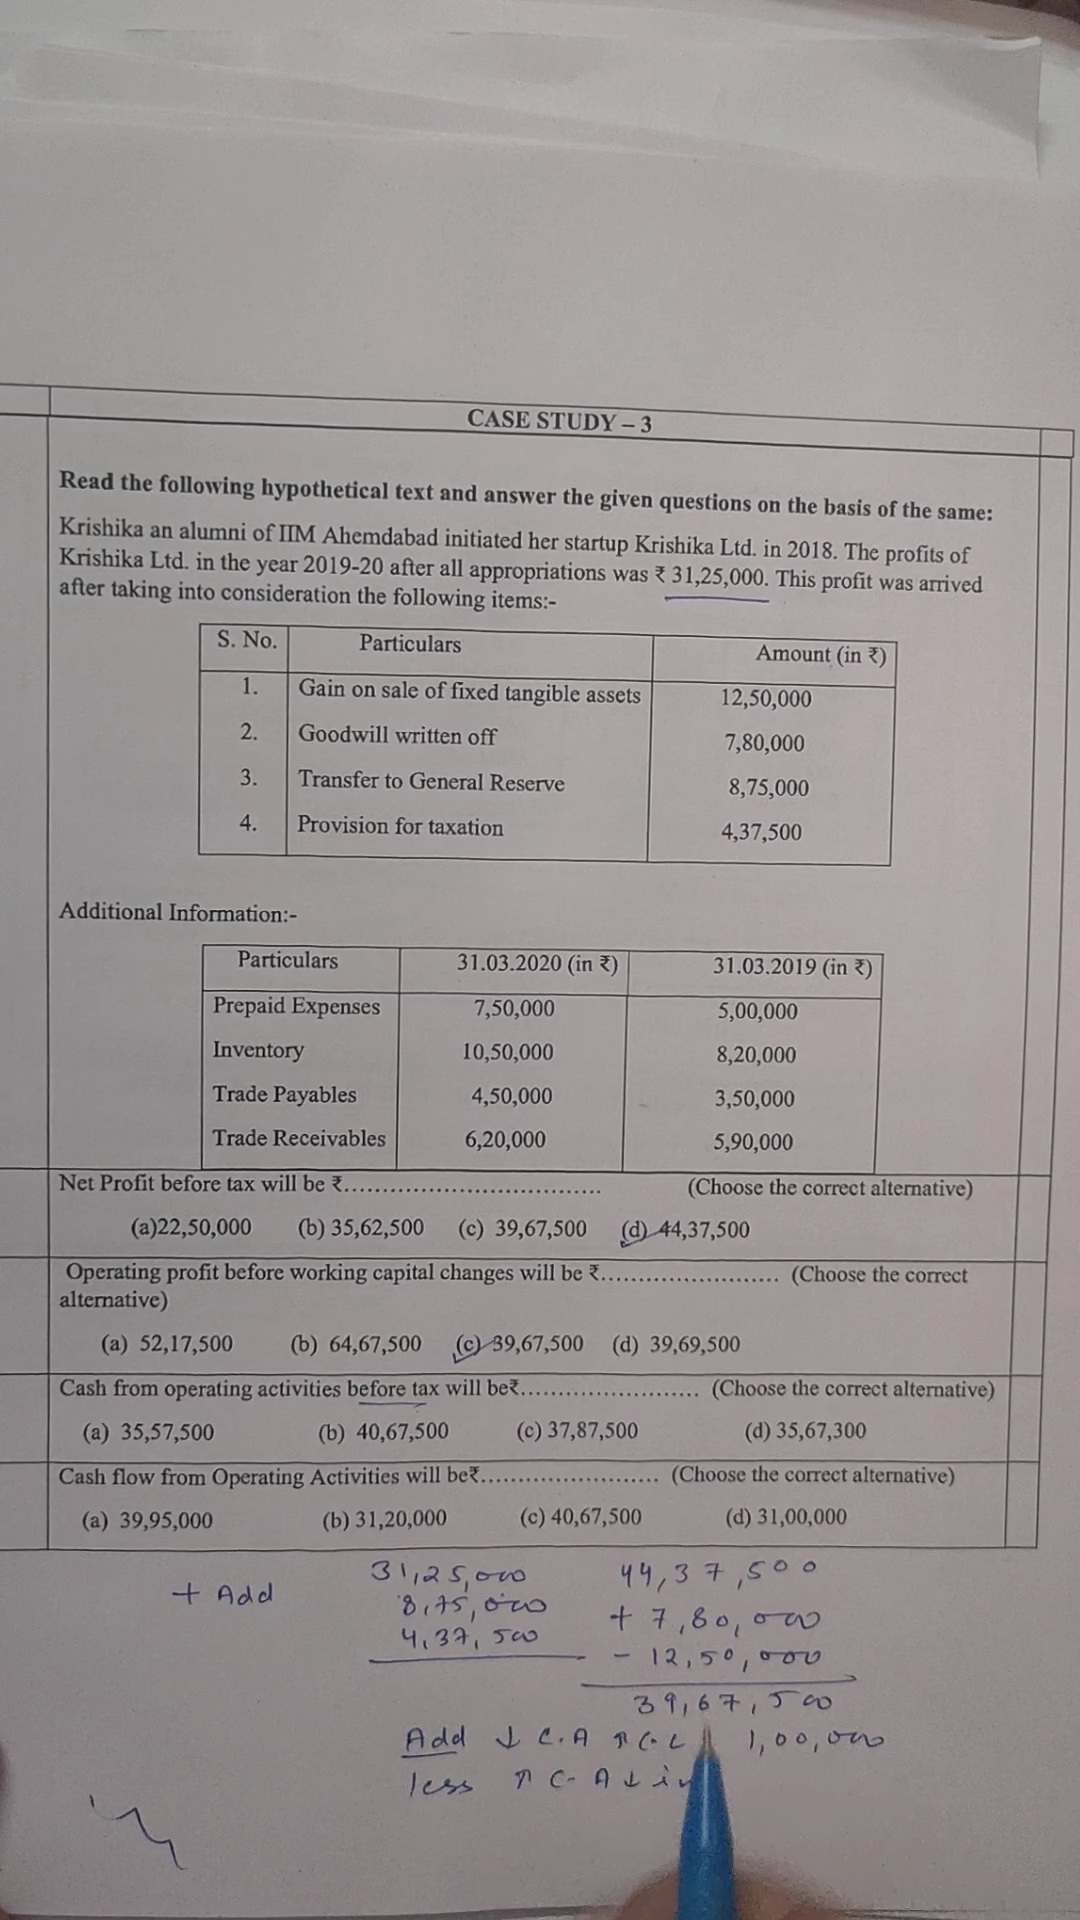 CASE STUDY – 3
Read the following hypothetical text and answer the given questions on the basis of the same:
Krishika an alumni of IIM Ahemdabad initiated her startup Krishika Ltd. in 2018. The profits of
Krishika Ltd. in the year 2019-20 after all appropriations was ₹ 31,25,000. This profit was arrived
after taking into consideration the following items:-
S. No. Particulars Amount (in ₹)
1. Gain on sale of fixed tangible assets 12,50,000
2. Goodwill written off 7,80,000
3. Transfer to General Reserve 8,75,000
4. Provision for taxation 4,37,500
Additional Information:-
Particulars 31.03.2020 (in ₹) 31.03.2019 (in ₹)
Prepaid Expenses 7,50,000 5,00,000
Inventory 10,50,000 8,20,000
Trade Payables 4,50,000 3,50,000
Trade Receivables 6,20,000 5,90,000
Net Profit before tax will be ₹.................................. (Choose the correct alternative)
(a)22,50,000 (b) 35,62,500 (c) 39,67,500 (d) 44,37,500
Operating profit before working capital changes will be ₹....................... (Choose the correct
alternative)
(a) 52,17,500 (b) 64,67,500 (c) 39,67,500 (d) 39,69,500
Cash from operating activities before tax will be₹....................... (Choose the correct alternative)
(a) 35,57,500 (b) 40,67,500 (c) 37,87,500 (d) 35,67,300
Cash flow from Operating Activities will be₹....................... (Choose the correct alternative)
(a) 39,95,000 (b) 31,20,000 (c) 40,67,500 (d) 31,00,000
31,25,000 44,37,500
+ Add 8,75,000 + 7,80,000
4,37,500 - 12,50,000
39,67,500
Add ↓ C.A ↑ C.L 1,00,000
less ↑ C-A ↓